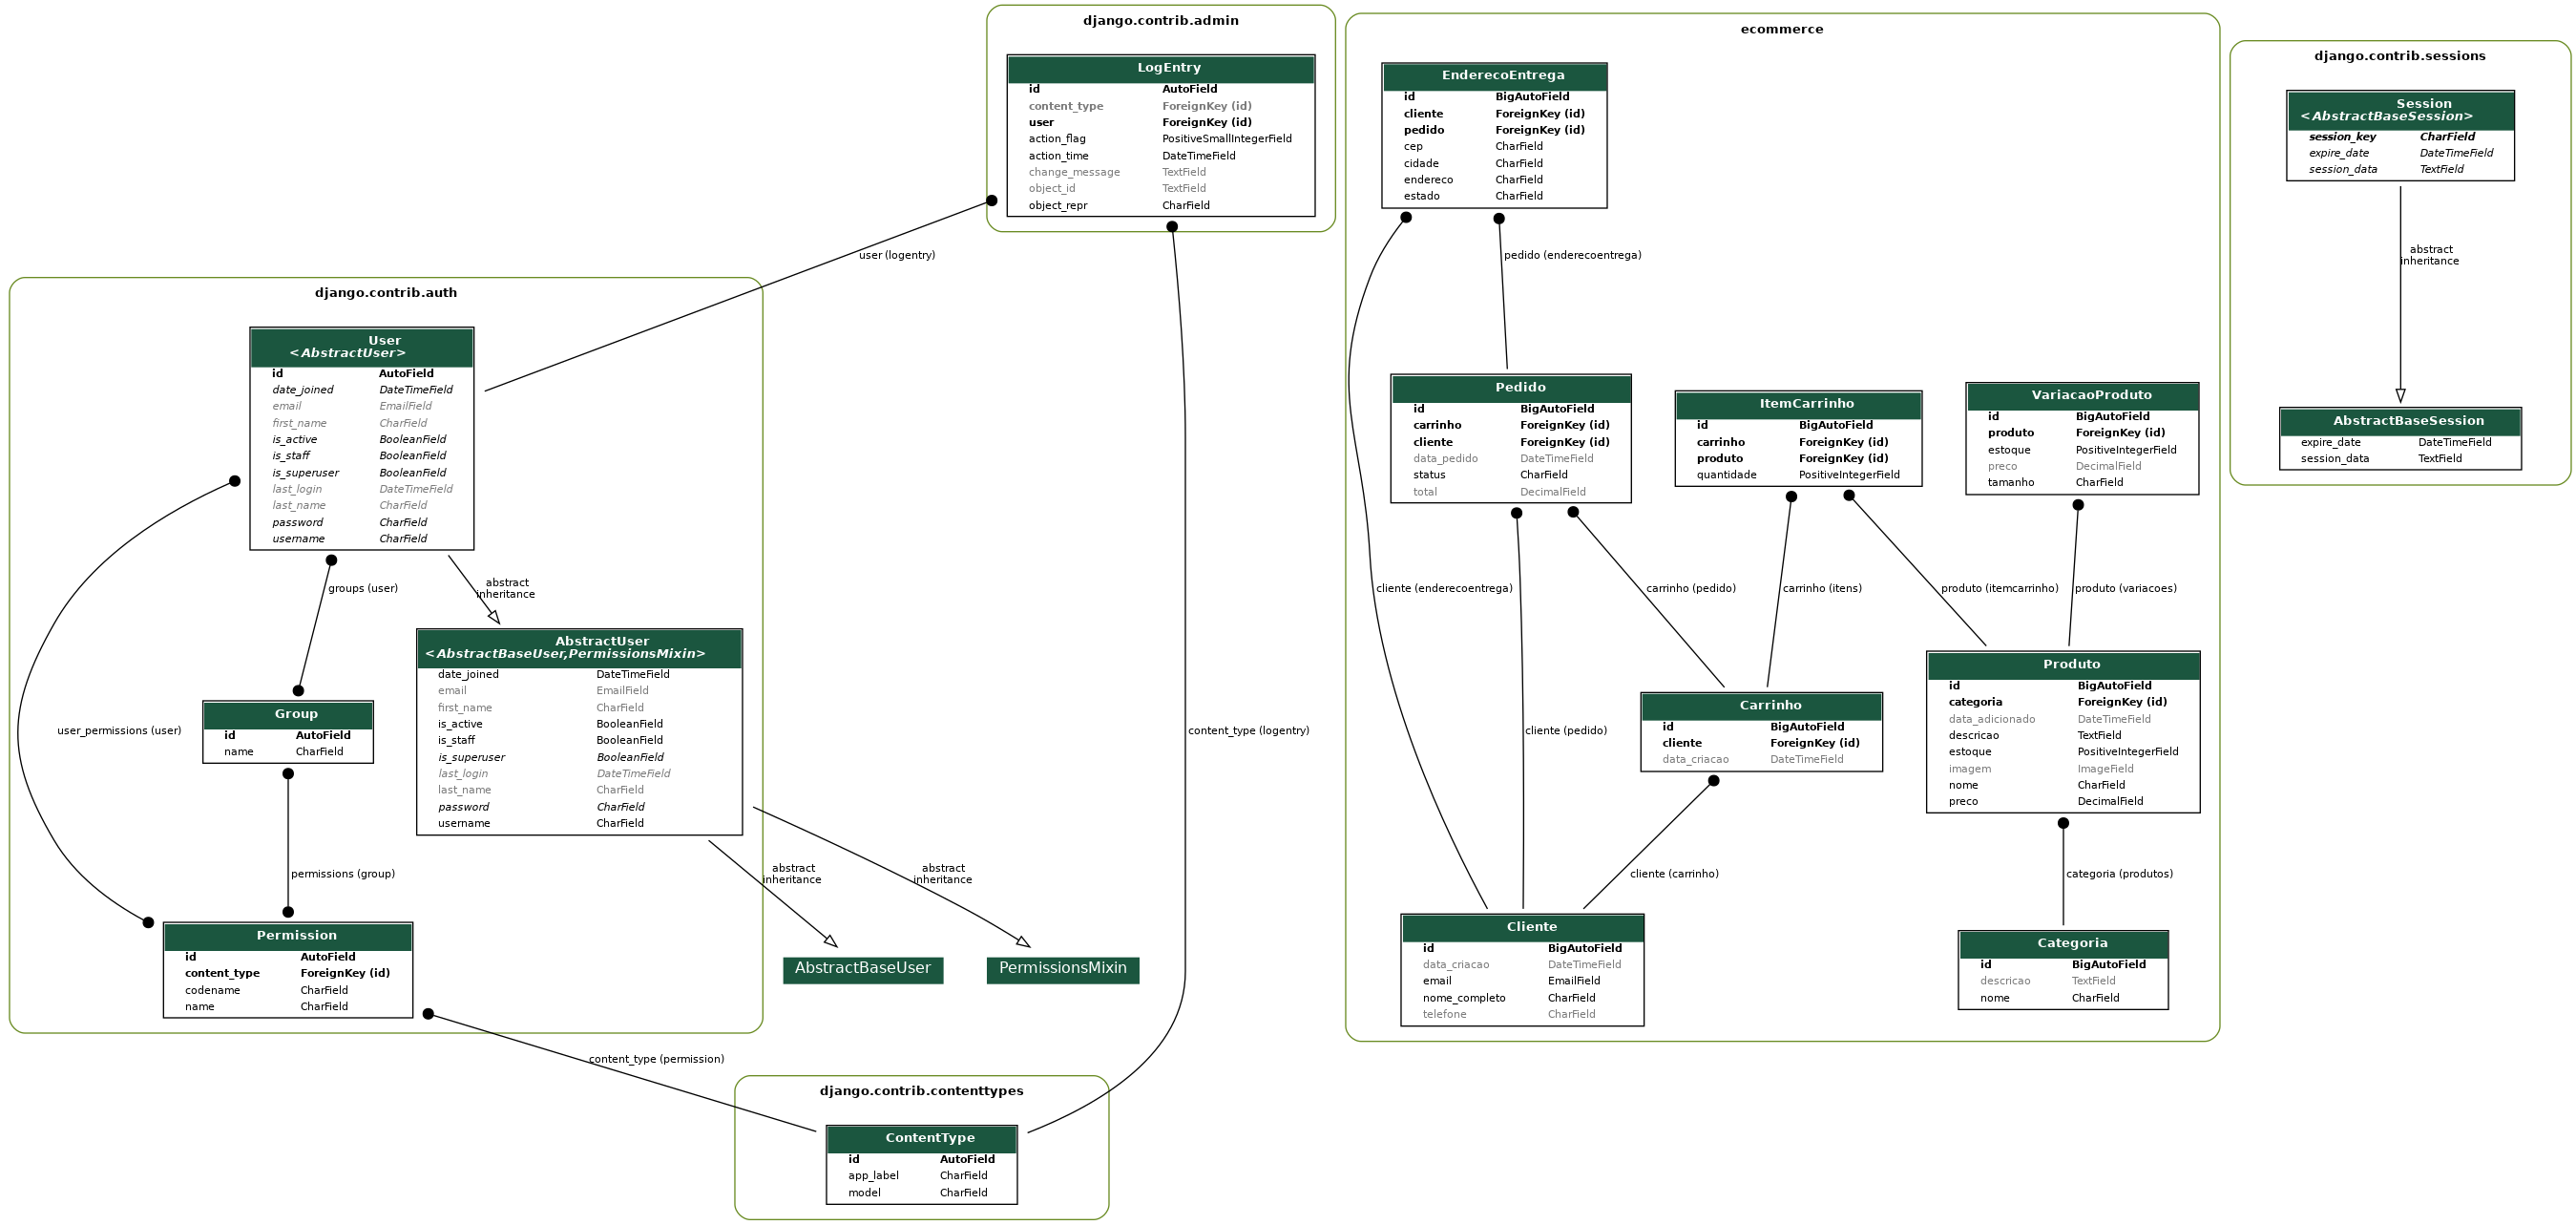 django.contrib.admin
LogEntry
id AutoField
content_type ForeignKey (id)
user ForeignKey (id)
action_flag PositiveSmallIntegerField
action_time DateTimeField
change_message TextField
object_id TextField
object_repr CharField
user (logentry)
content_type (logentry)
django.contrib.auth
User
<AbstractUser>
id AutoField
date_joined DateTimeField
email EmailField
first_name CharField
is_active BooleanField
is_staff BooleanField
is_superuser BooleanField
last_login DateTimeField
last_name CharField
password CharField
username CharField
groups (user)
abstract
inheritance
user_permissions (user)
AbstractUser
<AbstractBaseUser,PermissionsMixin>
date_joined DateTimeField
email EmailField
first_name CharField
is_active BooleanField
is_staff BooleanField
is_superuser BooleanField
last_login DateTimeField
last_name CharField
password CharField
username CharField
Group
id AutoField
name CharField
permissions (group)
abstract
inheritance
abstract
inheritance
Permission
id AutoField
content_type ForeignKey (id)
codename CharField
name CharField
AbstractBaseUser
PermissionsMixin
content_type (permission)
django.contrib.contenttypes
ContentType
id AutoField
app_label CharField
model CharField
ecommerce
EnderecoEntrega
id BigAutoField
cliente ForeignKey (id)
pedido ForeignKey (id)
cep CharField
cidade CharField
endereco CharField
estado CharField
pedido (enderecoentrega)
Pedido
id BigAutoField
carrinho ForeignKey (id)
cliente ForeignKey (id)
data_pedido DateTimeField
status CharField
total DecimalField
ItemCarrinho
id BigAutoField
carrinho ForeignKey (id)
produto ForeignKey (id)
quantidade PositiveIntegerField
VariacaoProduto
id BigAutoField
produto ForeignKey (id)
estoque PositiveIntegerField
preco DecimalField
tamanho CharField
cliente (enderecoentrega)
carrinho (pedido)
carrinho (itens)
produto (itemcarrinho)
produto (variacoes)
cliente (pedido)
Carrinho
id BigAutoField
cliente ForeignKey (id)
data_criacao DateTimeField
Produto
id BigAutoField
categoria ForeignKey (id)
data_adicionado DateTimeField
descricao TextField
estoque PositiveIntegerField
imagem ImageField
nome CharField
preco DecimalField
cliente (carrinho)
categoria (produtos)
Cliente
id BigAutoField
data_criacao DateTimeField
email EmailField
nome_completo CharField
telefone CharField
Categoria
id BigAutoField
descricao TextField
nome CharField
django.contrib.sessions
Session
<AbstractBaseSession>
session_key CharField
expire_date DateTimeField
session_data TextField
abstract
inheritance
AbstractBaseSession
expire_date DateTimeField
session_data TextField